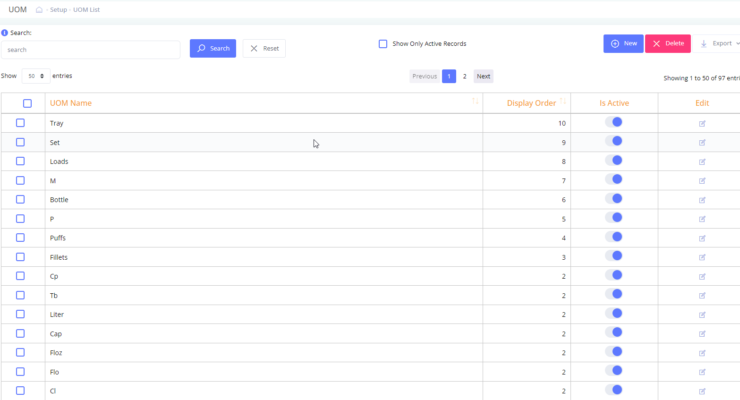 UOM Setup - UOM List
Search:
search
Search
Reset
Show Only Active Records
New
Delete
Export
Show 50 entries
Previous 1 2 Next
Showing 1 to 50 of 97
UOM Name Display Order Is Active Edit
Tray 10
Set 9
Loads 8
M 7
Bottle 6
P 5
Puffs 4
Fillets 3
Cp 2
Tb 2
Liter 2
Cap 2
Floz 2
Flo 2
Cl 2